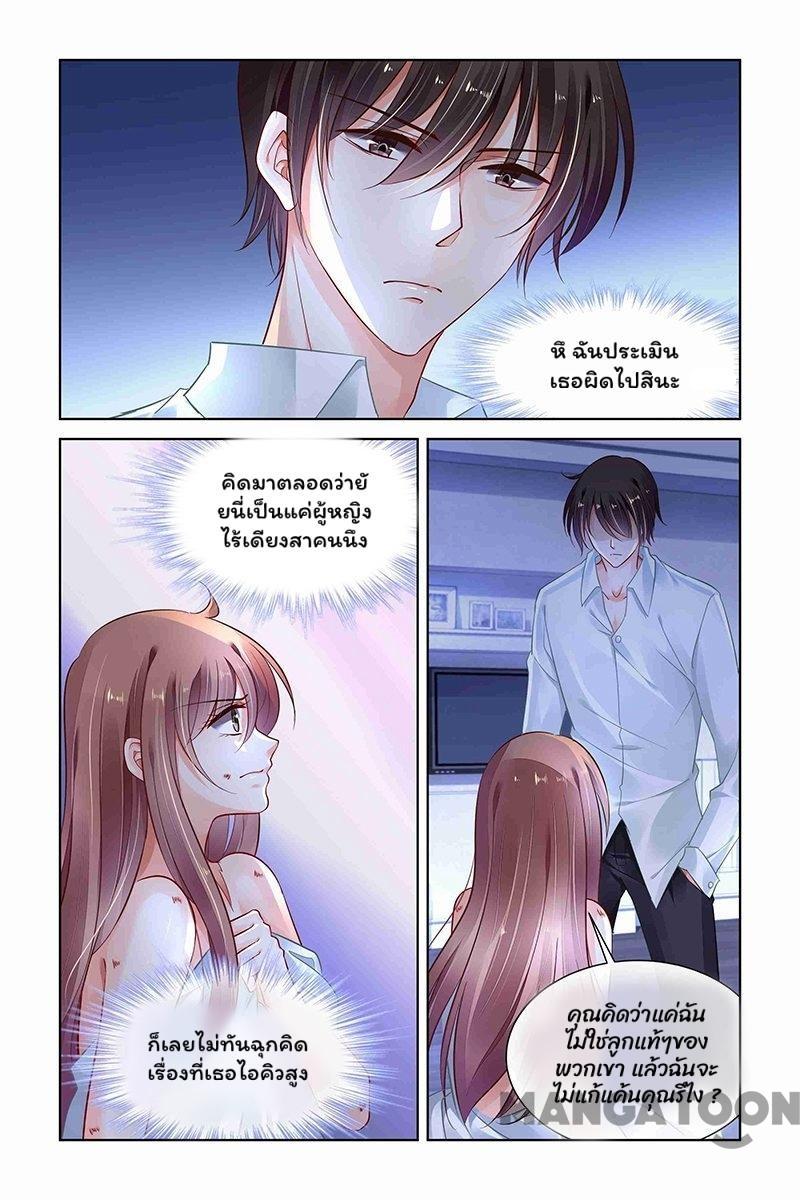 หึ ฉันประเมิน
เธอผิดไปสินะ
คิดมาตลอดว่ายั
ยนี่เป็นแค่ผู้หญิง
ไร้เดียงสาคนนึง
ก็เลยไม่ทันฉุกคิด
เรื่องที่เธอไอคิวสูง
คุณคิดว่าแค่ฉัน
ไม่ใช่ลูกแท้ๆของ
พวกเขา แล้วฉันจะ
ไม่แก้แค้นคุณรึไง ?
MANGATOON